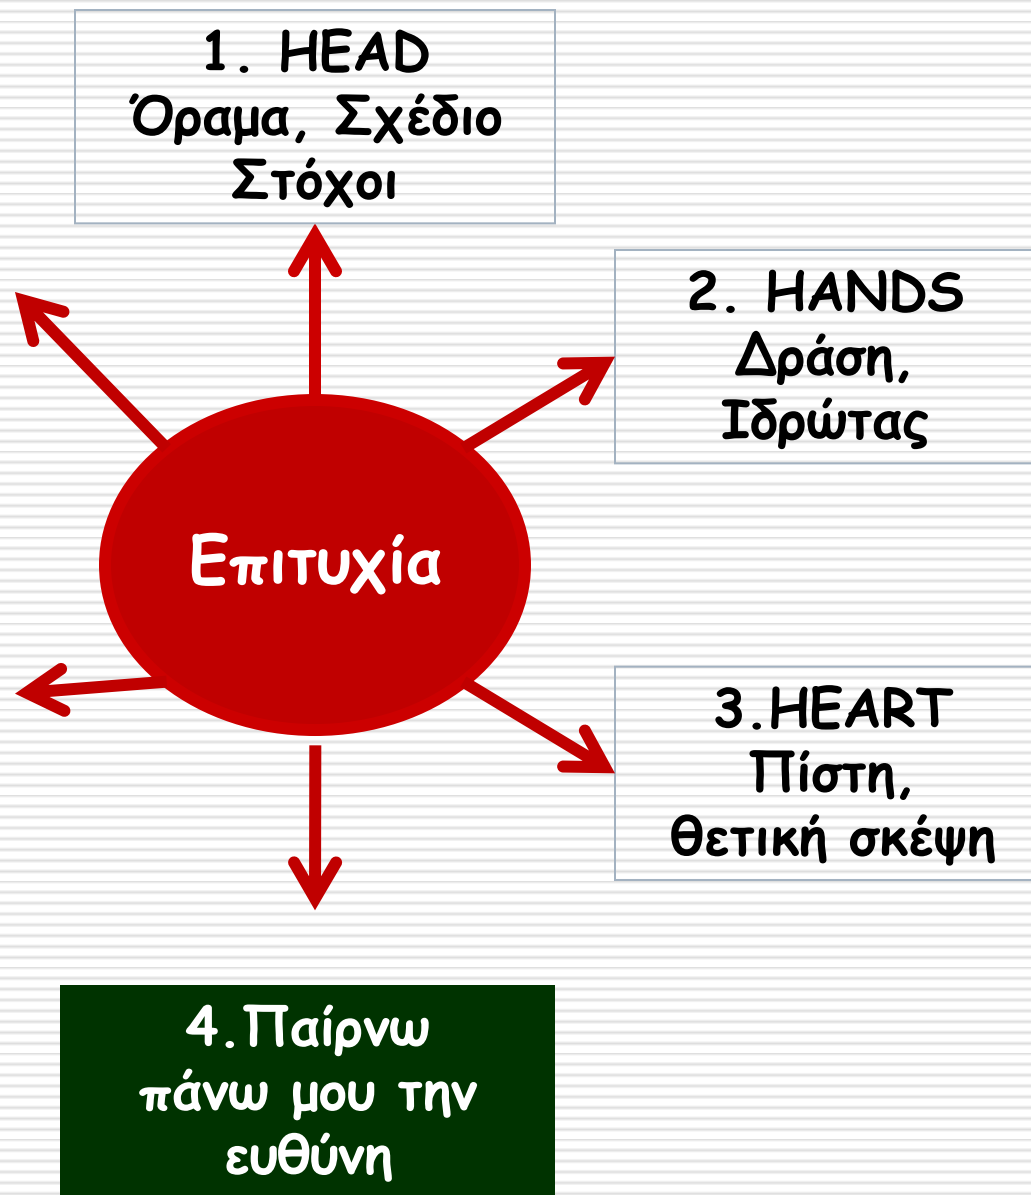 1. HEAD
Όραμα, Σχέδιο
Στόχοι
2. HANDS
Δράση,
Ιδρώτας
Επιτυχία
3.HEART
Πίστη,
θετική σκέψη
4.Παίρνω
πάνω μου την
ευθύνη